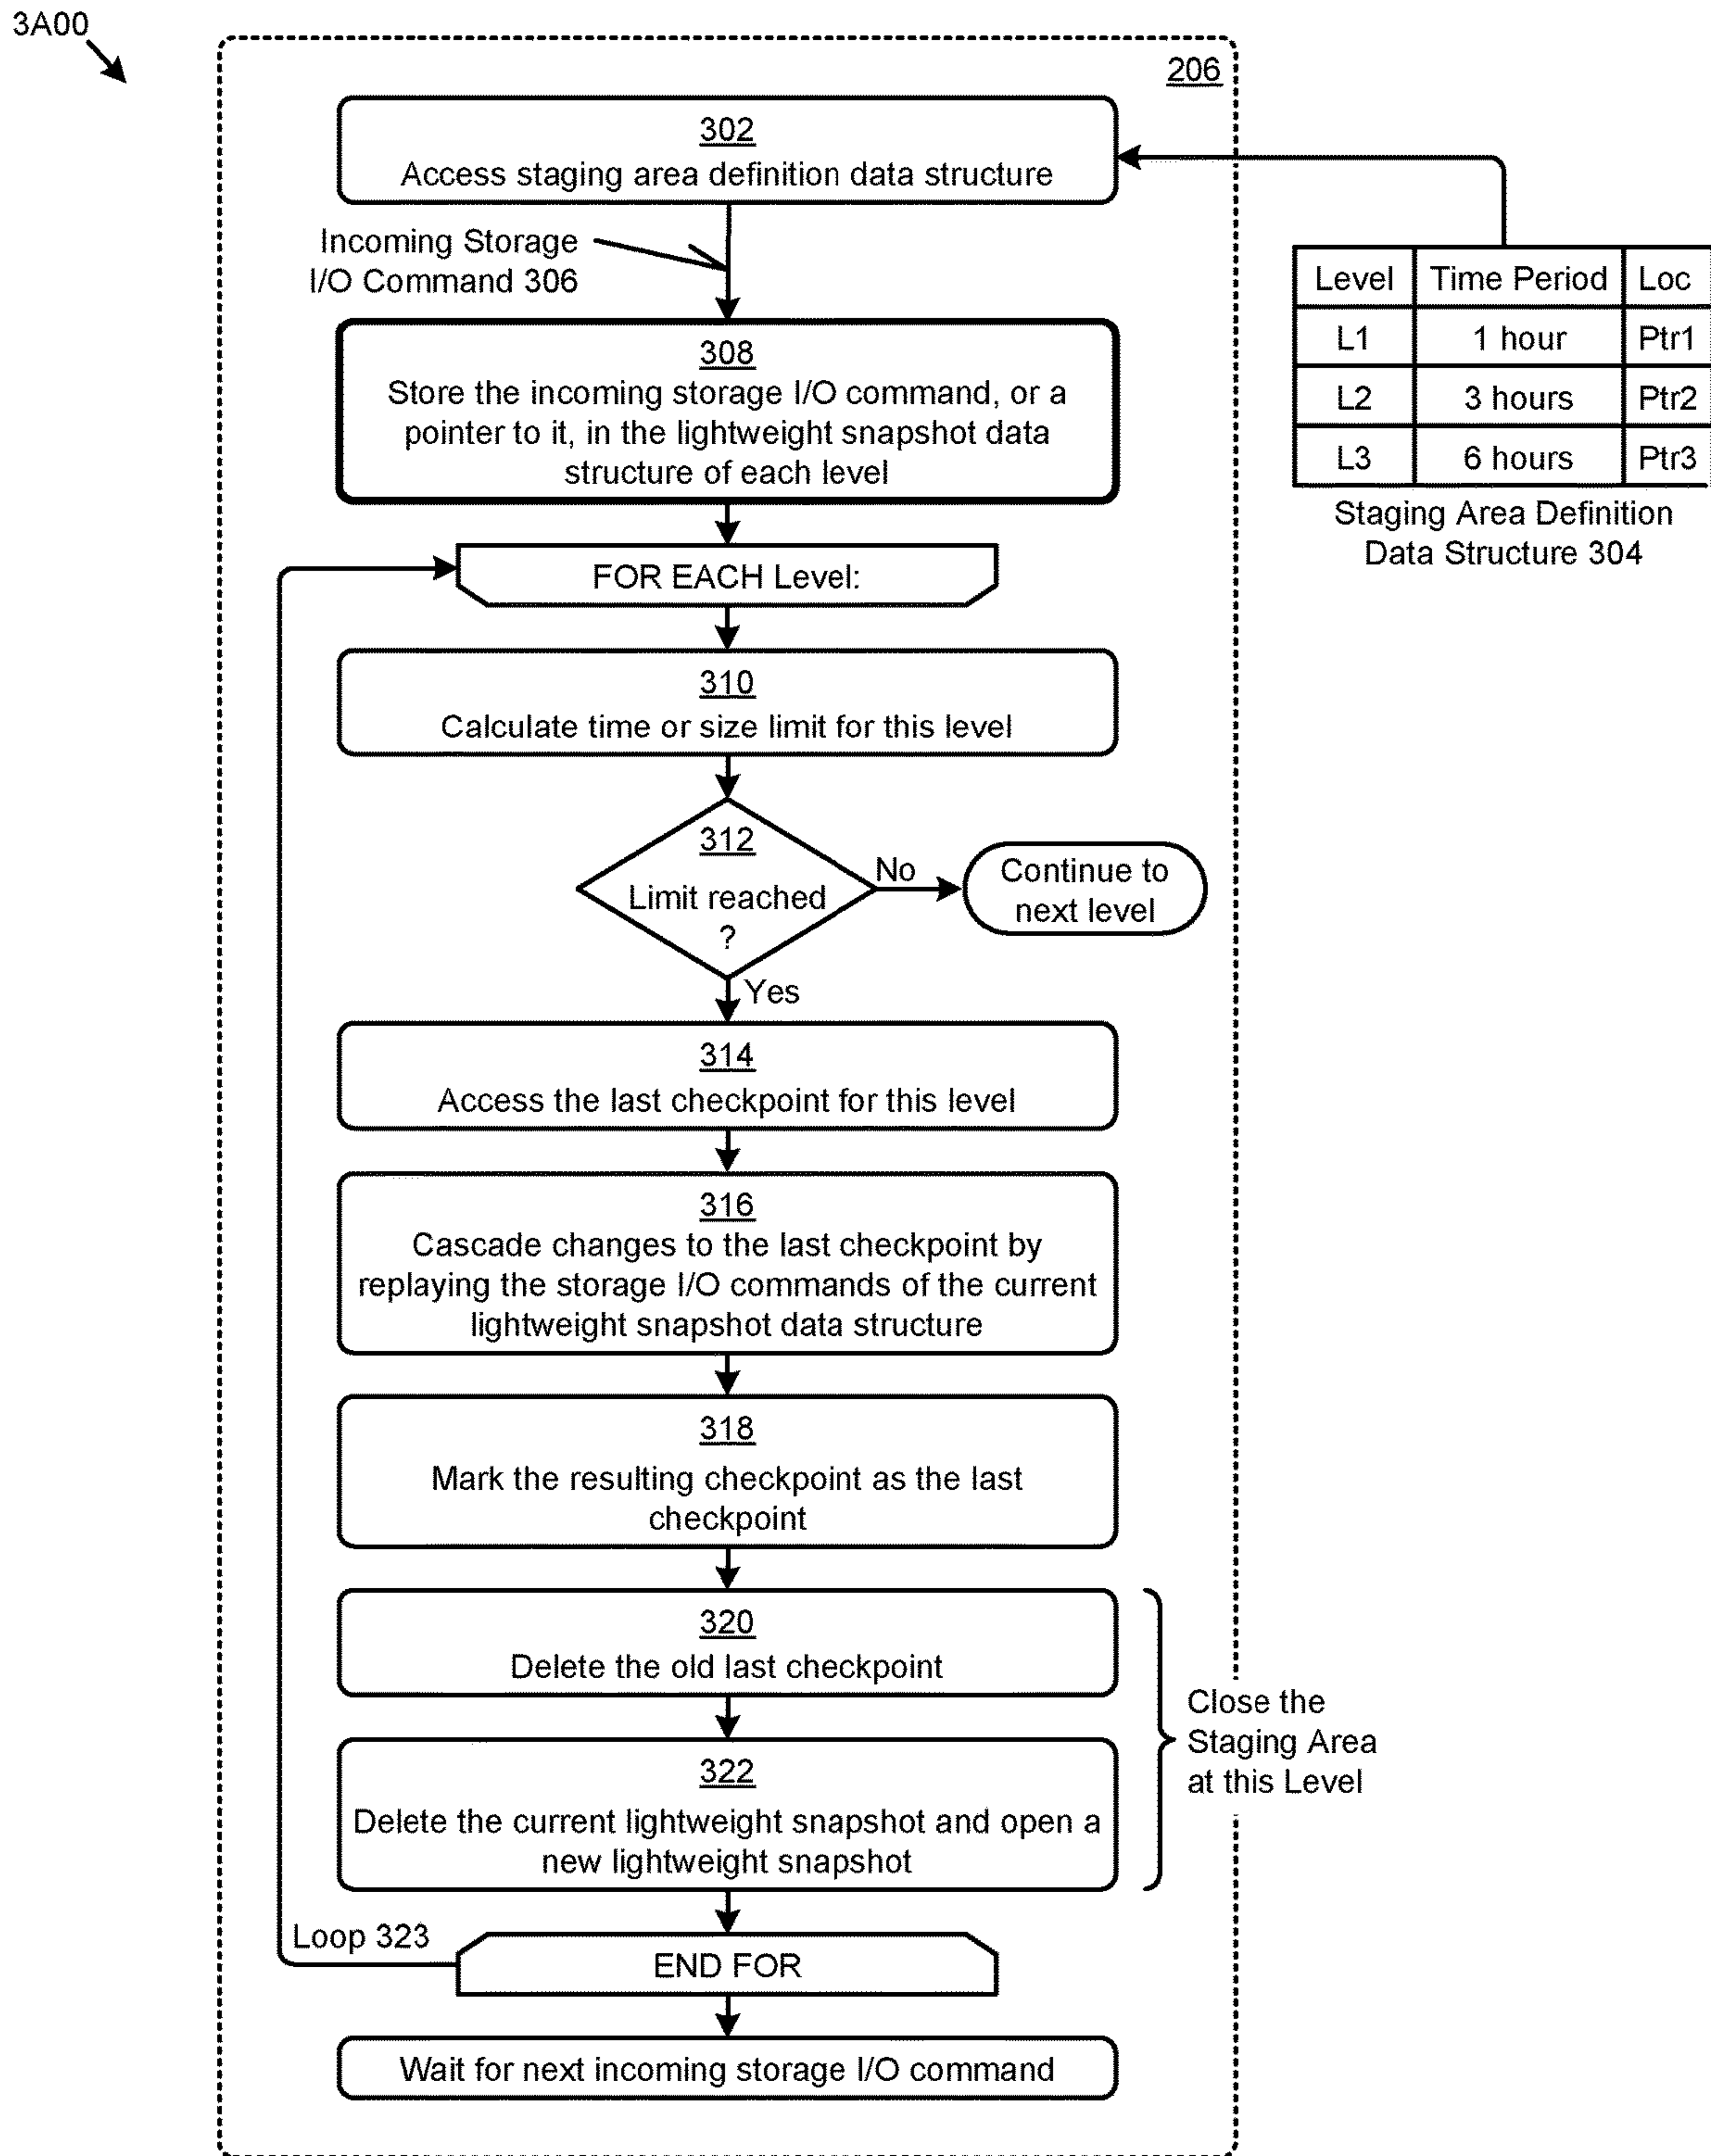 3A00
206
302
Access staging area definition data structure
Incoming Storage
I/O Command 306
Level Time Period Loc
L1 1 hour Ptr1
L2 3 hours Ptr2
L3 6 hours Ptr3
Staging Area Definition
Data Structure 304
308
Store the incoming storage I/O command, or a
pointer to it, in the lightweight snapshot data
structure of each level
FOR EACH Level:
310
Calculate time or size limit for this level
312
Limit reached
?
No
Continue to
next level
Yes
314
Access the last checkpoint for this level
316
Cascade changes to the last checkpoint by
replaying the storage I/O commands of the current
lightweight snapshot data structure
318
Mark the resulting checkpoint as the last
checkpoint
320
Delete the old last checkpoint
322
Delete the current lightweight snapshot and open a
new lightweight snapshot
Close the
Staging Area
at this Level
Loop 323
END FOR
Wait for next incoming storage I/O command